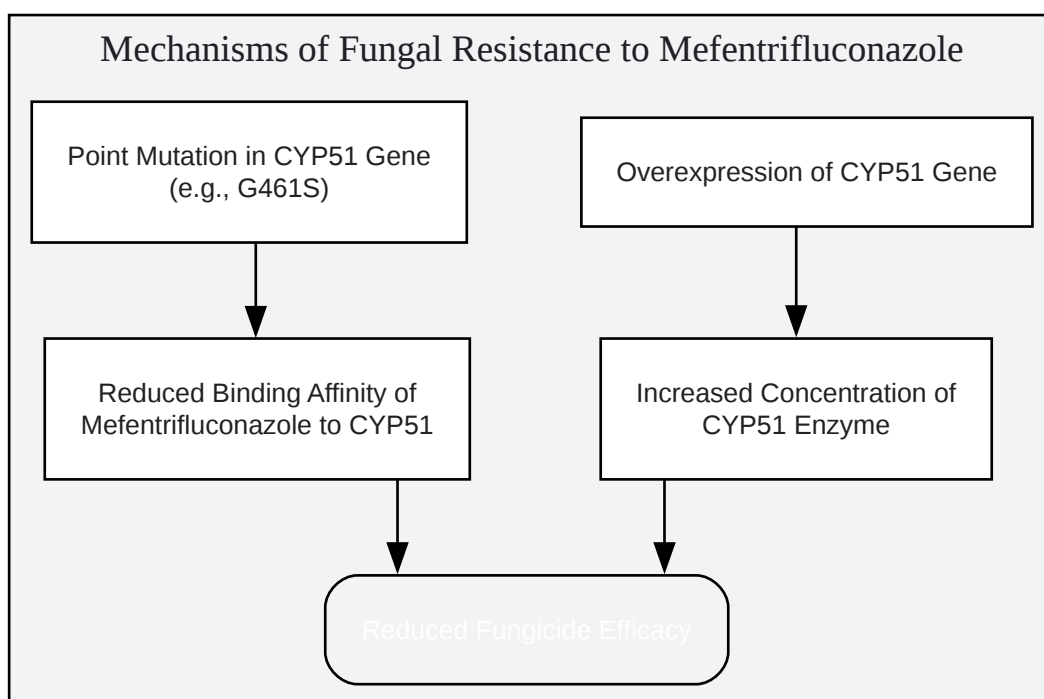 Mechanisms of Fungal Resistance to Mefentrifluconazole
Point Mutation in CYP51 Gene
(e.g., G461S)
Overexpression of CYP51 Gene
Reduced Binding Affinity of
Mefentrifluconazole to CYP51
Increased Concentration of
CYP51 Enzyme
Reduced Fungicide Efficacy